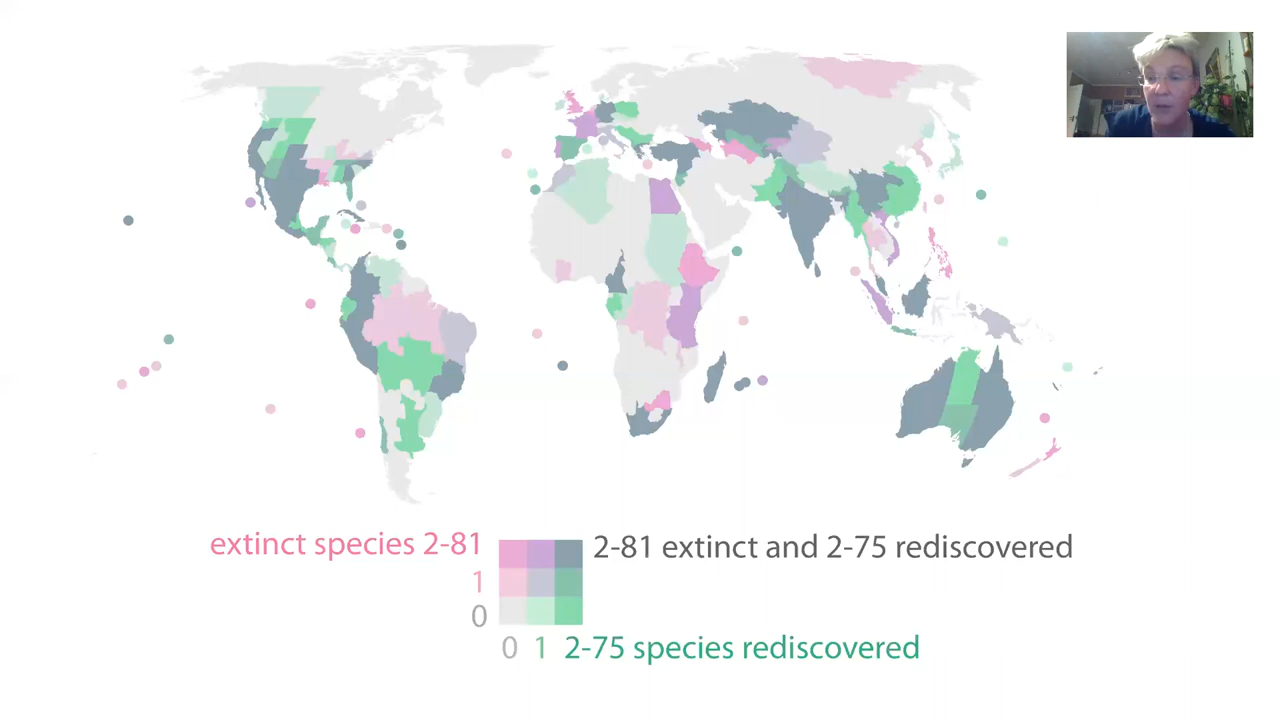 extinct species 2-81
2-81 extinct and 2-75 rediscovered
1
0
0 1 2-75 species rediscovered